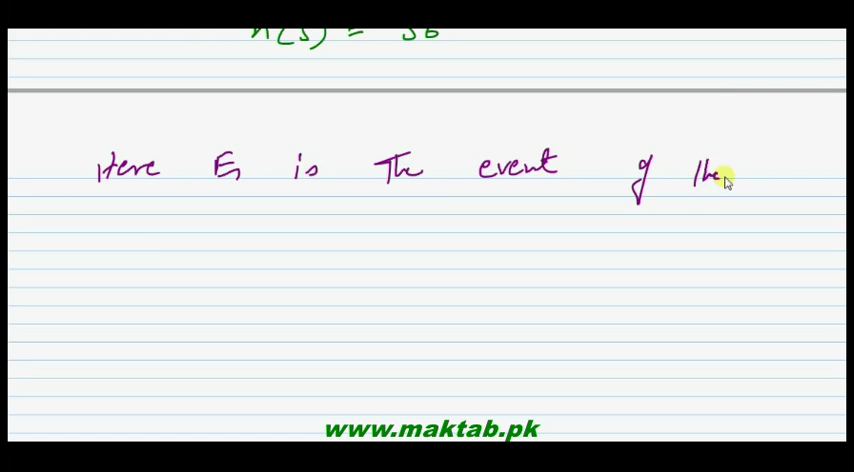 n(S) = 36
Here E₁ is The event of the
www.maktab.pk